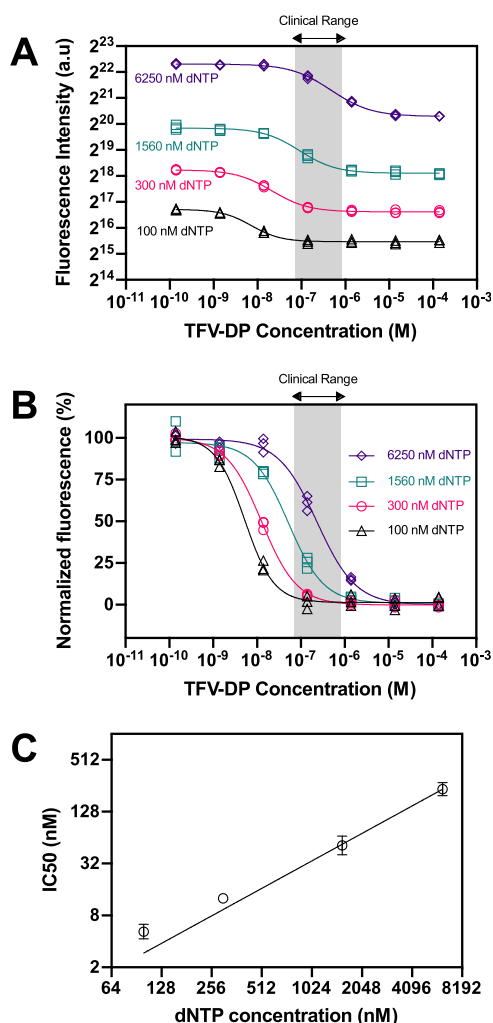 A
Clinical Range
Fluorescence Intensity (a.u)
2^23
2^22
2^21
2^20
2^19
2^18
2^17
2^16
2^15
2^14
6250 nM dNTP
1560 nM dNTP
300 nM dNTP
100 nM dNTP
10^-11 10^-10 10^-9 10^-8 10^-7 10^-6 10^-5 10^-4 10^-3
TFV-DP Concentration (M)
B
Clinical Range
Normalized fluorescence (%)
100
75
50
25
0
6250 nM dNTP
1560 nM dNTP
300 nM dNTP
100 nM dNTP
10^-11 10^-10 10^-9 10^-8 10^-7 10^-6 10^-5 10^-4 10^-3
TFV-DP Concentration (M)
C
IC50 (nM)
512
128
32
8
2
64 128 256 512 1024 2048 4096 8192
dNTP concentration (nM)